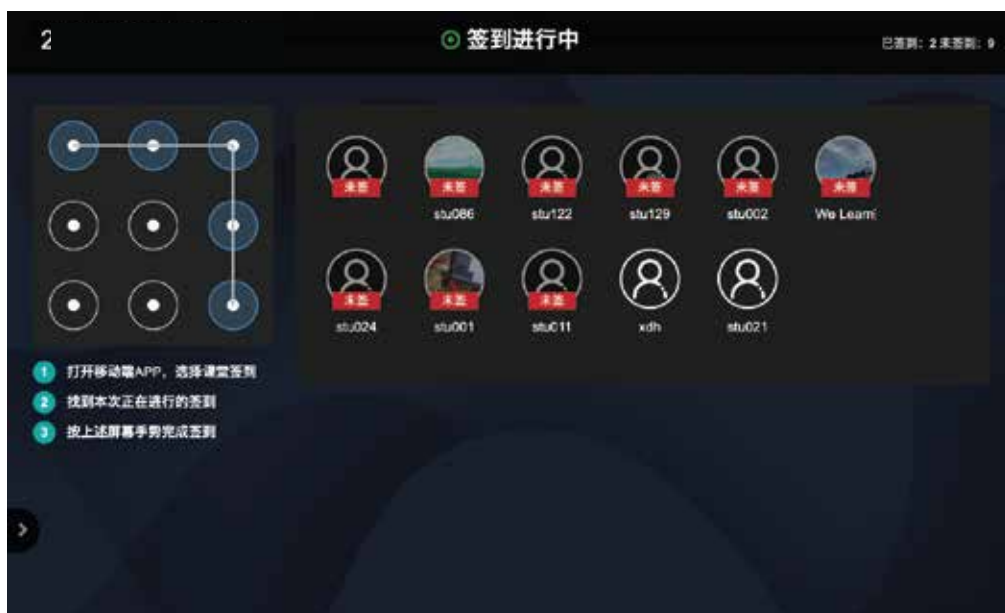 2
签到进行中
已签到：2 未签到：9
未签
未签
未签
未签
未签
未签
stu086
stu122
stu129
stu002
We Learn
未签
未签
未签
stu024
stu001
stu011
xdh
stu021
1 打开移动端APP，选择课堂签到
2 找到本次正在进行的签到
3 按上述屏幕手势完成签到